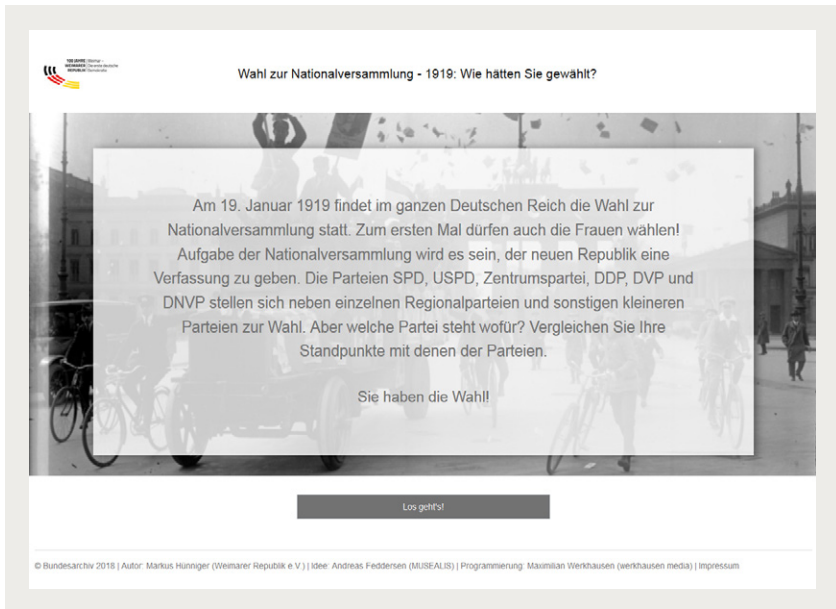 100 JAHRE
WEIMARER
REPUBLIK
Wahl zur Nationalversammlung - 1919: Wie hätten Sie gewählt?
Am 19. Januar 1919 findet im ganzen Deutschen Reich die Wahl zur
Nationalversammlung statt. Zum ersten Mal dürfen auch die Frauen wählen!
Aufgabe der Nationalversammlung wird es sein, der neuen Republik eine
Verfassung zu geben. Die Parteien SPD, USPD, Zentrumspartei, DDP, DVP und
DNVP stellen sich neben einzelnen Regionalparteien und sonstigen kleineren
Parteien zur Wahl. Aber welche Partei steht wofür? Vergleichen Sie Ihre
Standpunkte mit denen der Parteien.
Sie haben die Wahl!
Los geht's!
© Bundesarchiv 2018 | Autor: Markus Hünniger (Weimarer Republik e.V.) | Idee: Andreas Feddersen (MUSEALIS) | Programmierung: Maximilian Werkhausen (werkhausen media) | Impressum